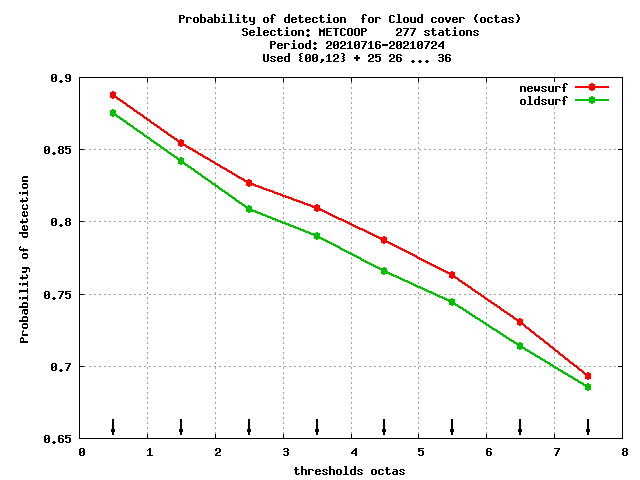 Probability of detection  for Cloud cover (octas)
Selection: METCOOP    277 stations
Period: 20210716-20210724
Used {00,12} + 25 26 ... 36
newsurf
oldsurf
0.9
0.85
0.8
0.75
0.7
0.65
Probability of detection
0 1 2 3 4 5 6 7 8
thresholds octas